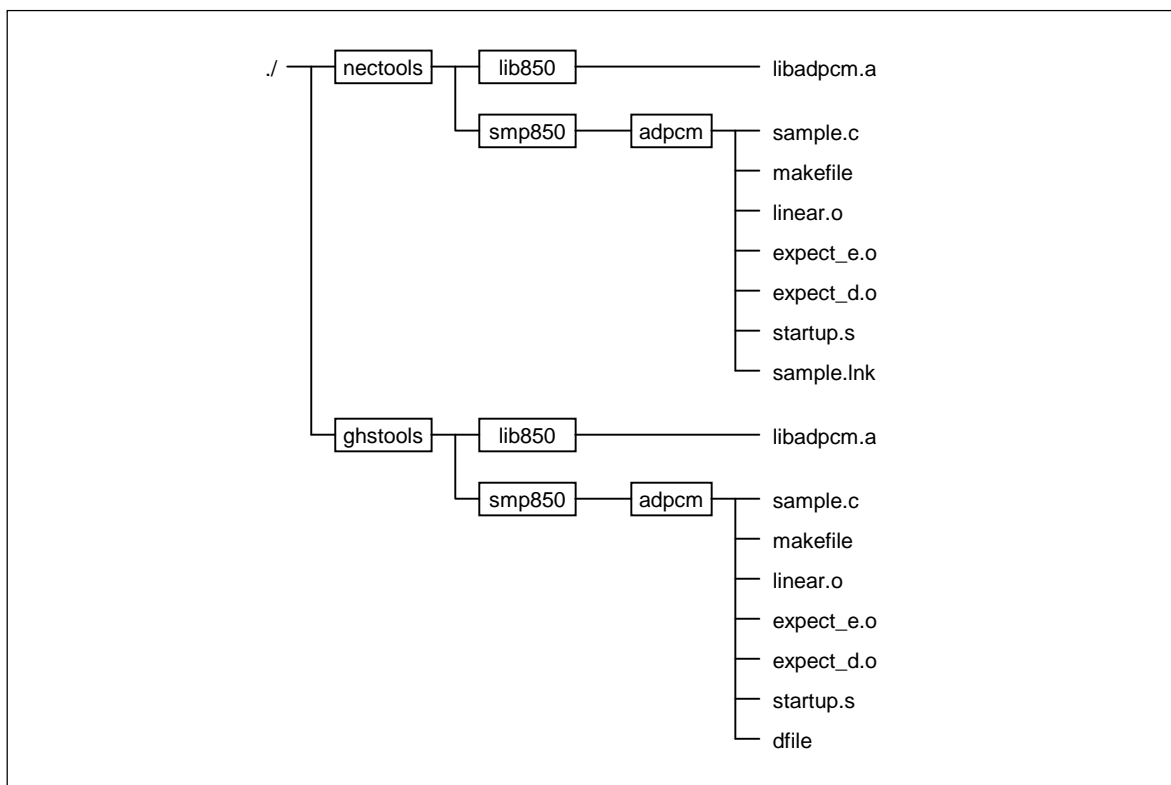 ./ nectools lib850 libadpcm.a
smp850 adpcm sample.c
makefile
linear.o
expect_e.o
expect_d.o
startup.s
sample.lnk
ghstools lib850 libadpcm.a
smp850 adpcm sample.c
makefile
linear.o
expect_e.o
expect_d.o
startup.s
dfile